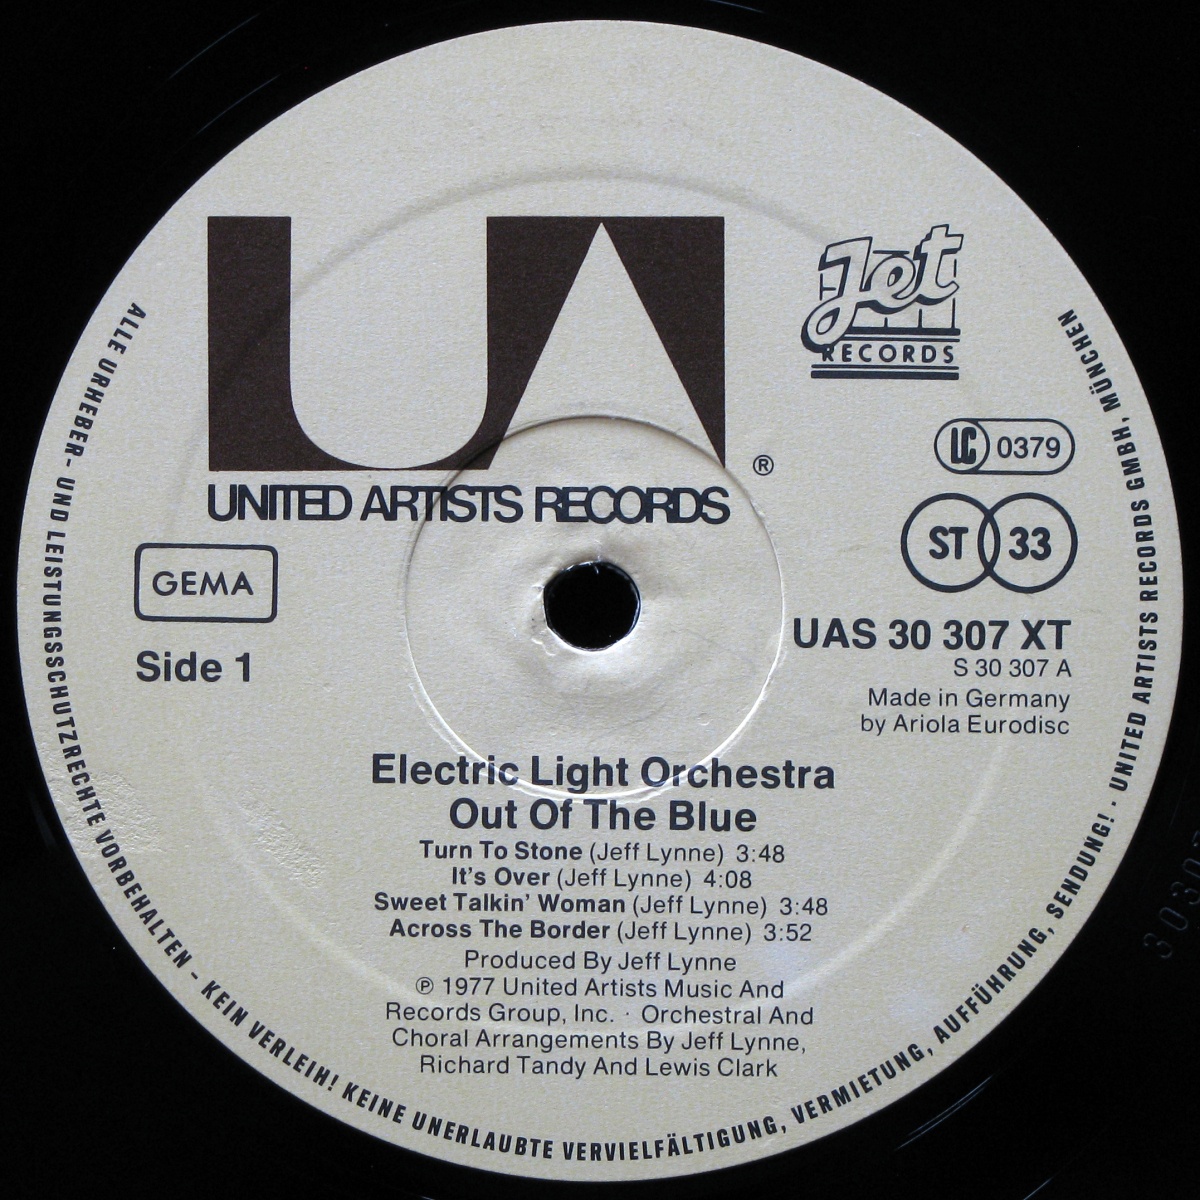 UA
Jet
RECORDS
®
UNITED ARTISTS RECORDS
LC 0379
ST 33
GEMA
Side 1
UAS 30 307 XT
S 30 307 A
Made in Germany
by Ariola Eurodisc
Electric Light Orchestra
Out Of The Blue
Turn To Stone (Jeff Lynne) 3:48
It's Over (Jeff Lynne) 4:08
Sweet Talkin' Woman (Jeff Lynne) 3:48
Across The Border (Jeff Lynne) 3:52
Produced By Jeff Lynne
℗ 1977 United Artists Music And
Records Group, Inc. · Orchestral And
Choral Arrangements By Jeff Lynne,
Richard Tandy And Lewis Clark
ALLE URHEBER- UND LEISTUNGSSCHUTZRECHTE VORBEHALTEN - KEIN VERLEIH! KEINE UNERLAUBTE VERVIELFÄLTIGUNG, VERMIETUNG, AUFFÜHRUNG, SENDUNG! · UNITED ARTISTS RECORDS GMBH, MÜNCHEN